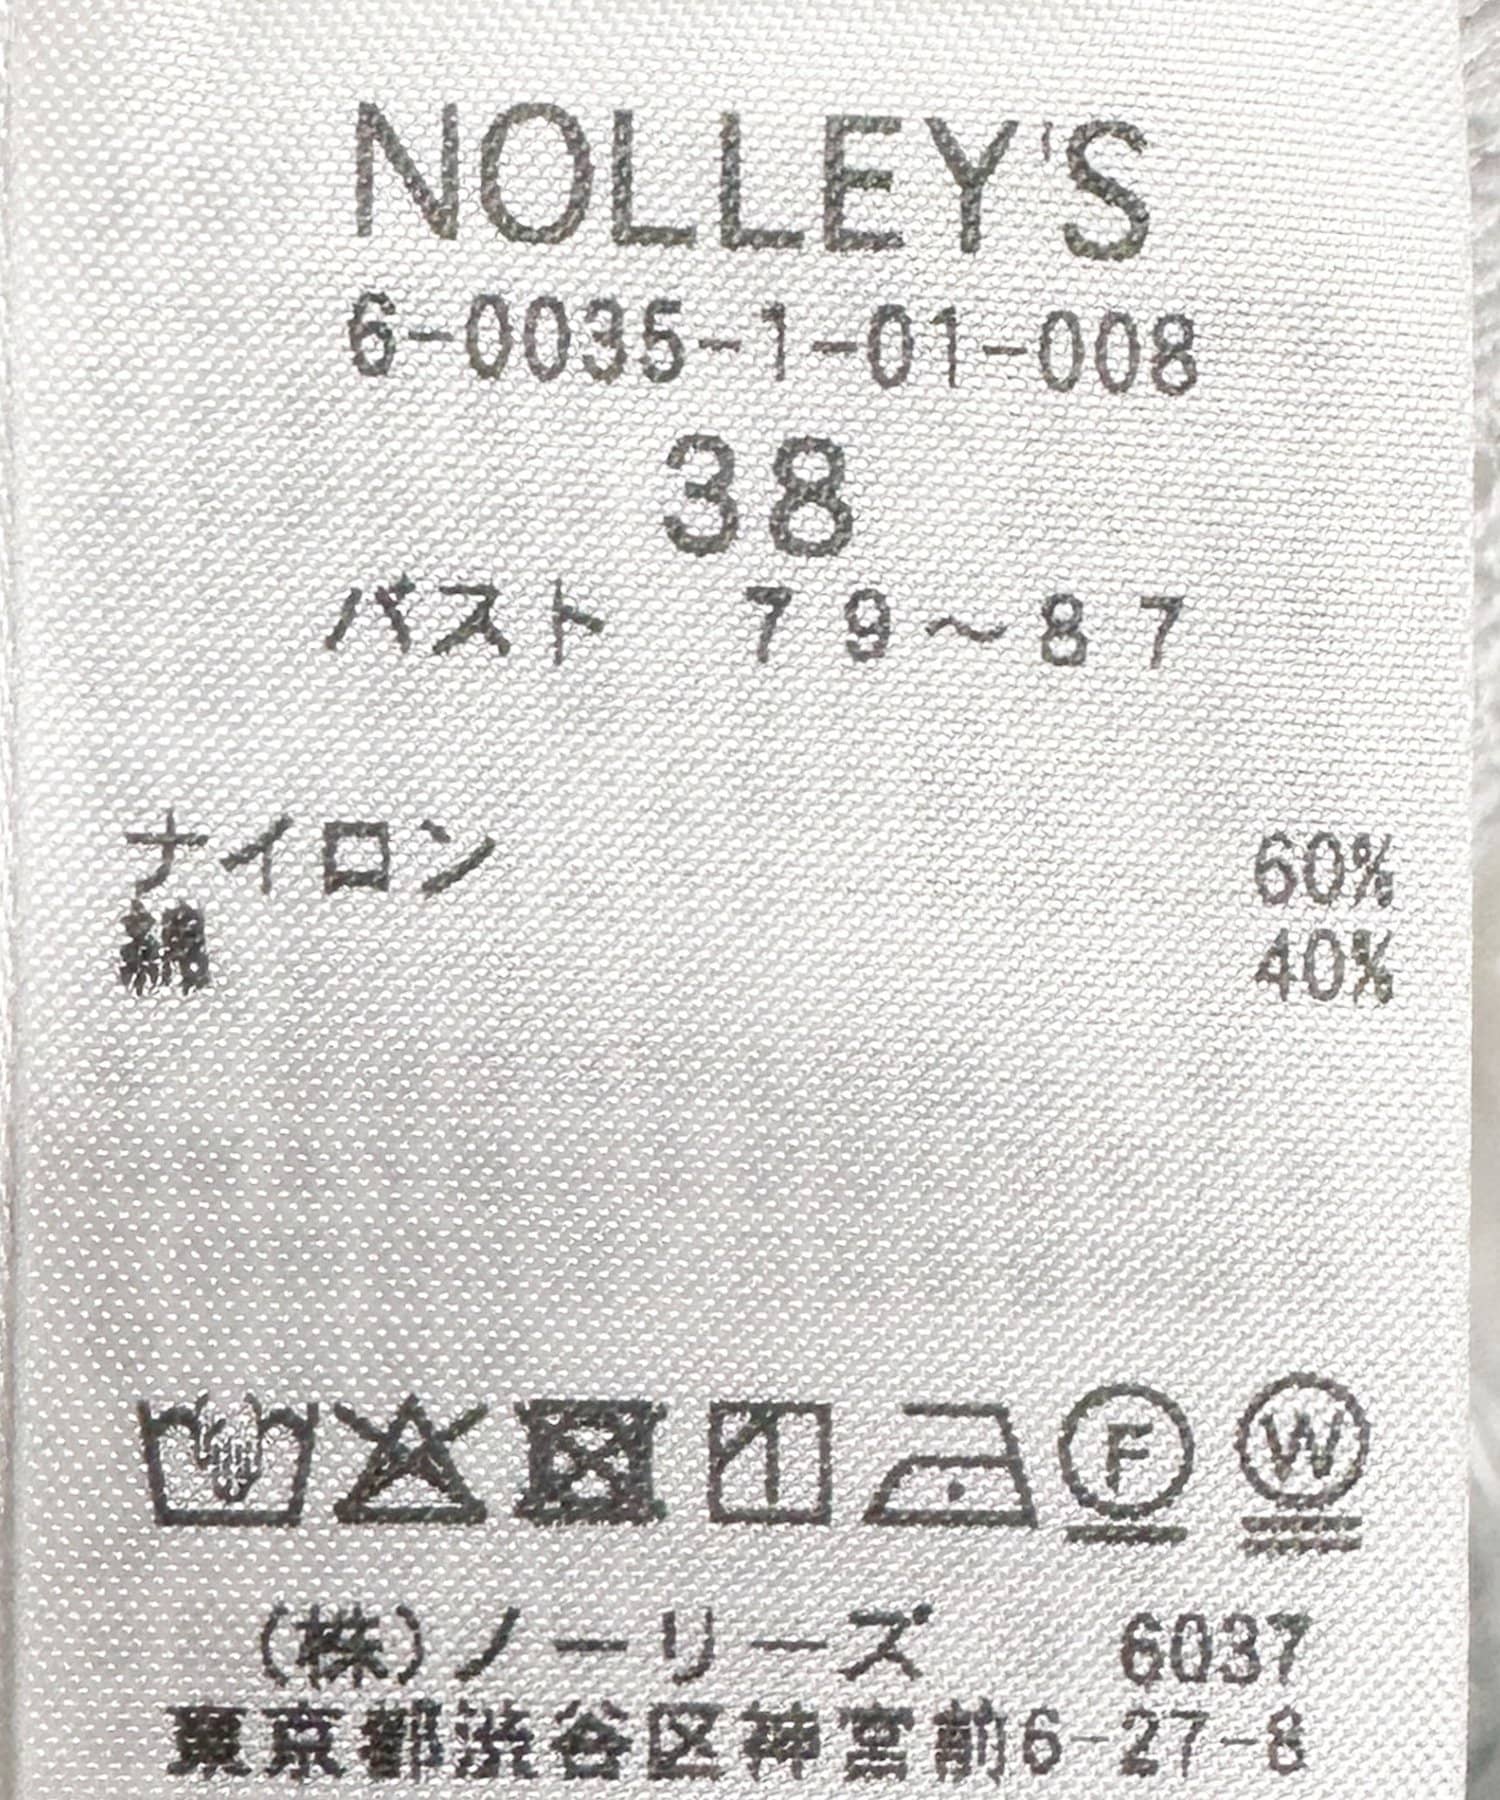 NOLLEY'S
6-0035-1-01-008
38
バスト 79～87
ナイロン 60%
綿 40%
F W
(株)ノーリーズ 6037
東京都渋谷区神宮前6-27-8